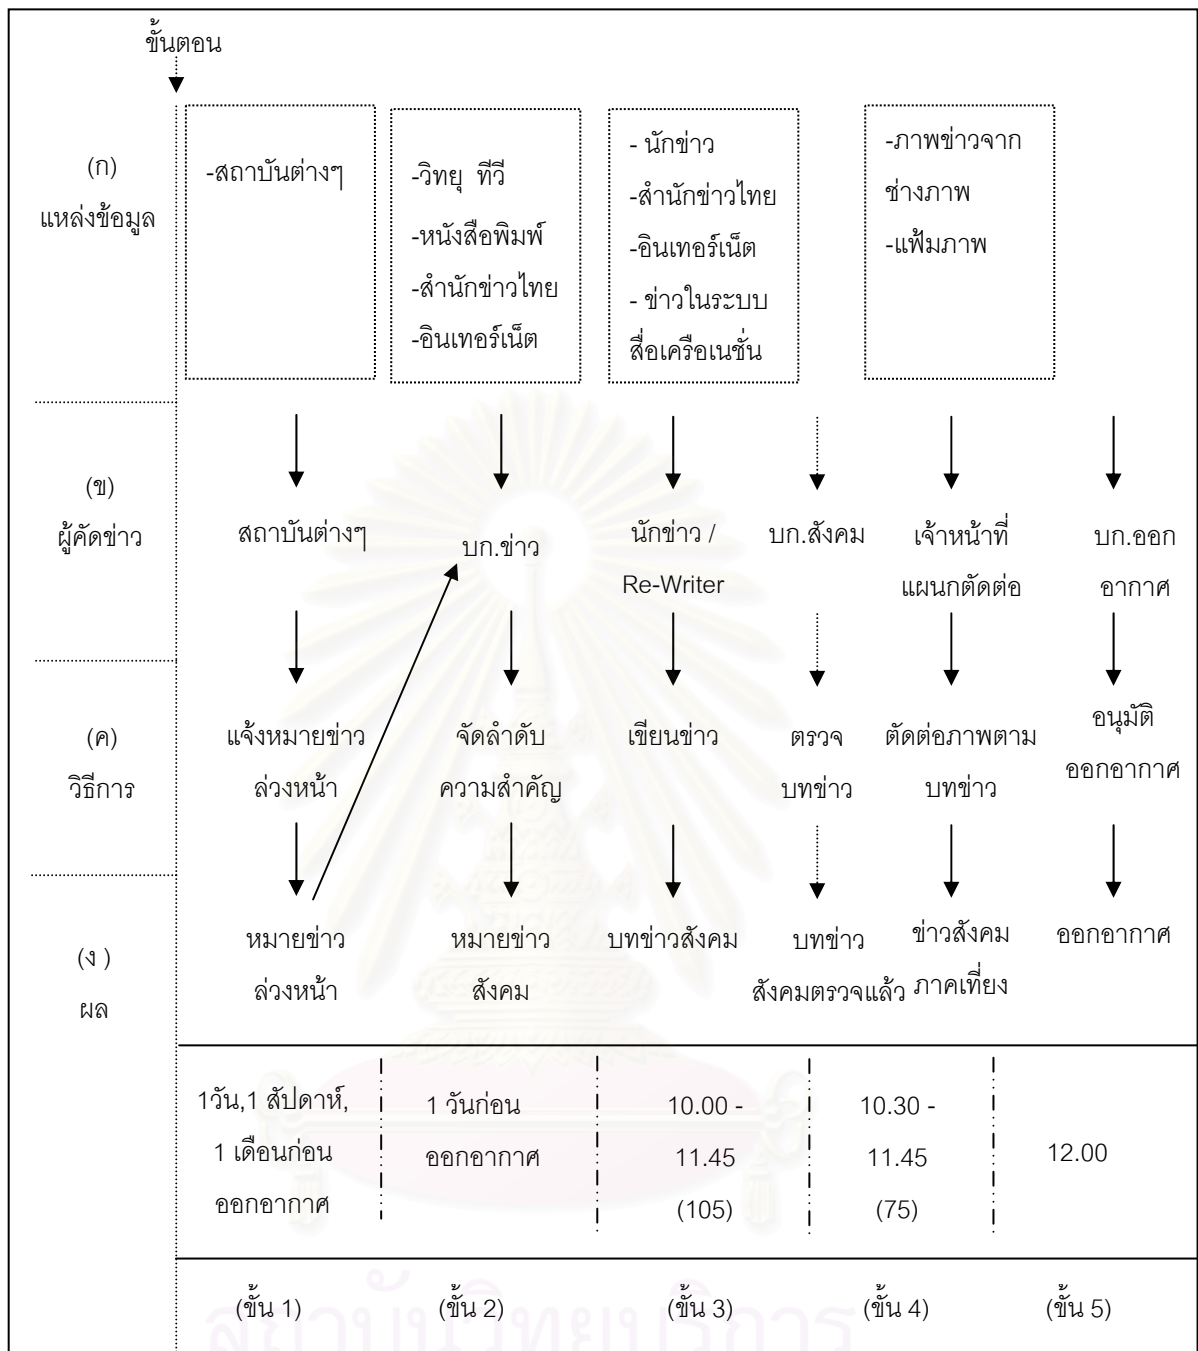 ขั้นตอน
(ก)
แหล่งข้อมูล
-สถาบันต่างๆ
-วิทยุ ทีวี
-หนังสือพิมพ์
-สำนักข่าวไทย
-อินเทอร์เน็ต
- นักข่าว
-สำนักข่าวไทย
-อินเทอร์เน็ต
- ข่าวในระบบ
สื่อเครือเนชั่น
-ภาพข่าวจาก
ช่างภาพ
-แฟ้มภาพ
(ข)
ผู้คัดข่าว
สถาบันต่างๆ
บก.ข่าว
นักข่าว /
Re-Writer
บก.สังคม
เจ้าหน้าที่
แผนกตัดต่อ
บก.ออก
อากาศ
(ค)
วิธีการ
แจ้งหมายข่าว
ล่วงหน้า
จัดลำดับ
ความสำคัญ
เขียนข่าว
ตรวจ
บทข่าว
ตัดต่อภาพตาม
บทข่าว
อนุมัติ
ออกอากาศ
(ง )
ผล
หมายข่าว
ล่วงหน้า
หมายข่าว
สังคม
บทข่าวสังคม
บทข่าว
สังคมตรวจแล้ว
ข่าวสังคม
ภาคเที่ยง
ออกอากาศ
1วัน,1 สัปดาห์,
1 เดือนก่อน
ออกอากาศ
1 วันก่อน
ออกอากาศ
10.00 -
11.45
(105)
10.30 -
11.45
(75)
12.00
(ขั้น 1)
(ขั้น 2)
(ขั้น 3)
(ขั้น 4)
(ขั้น 5)
สถาบันวิทยบริการ